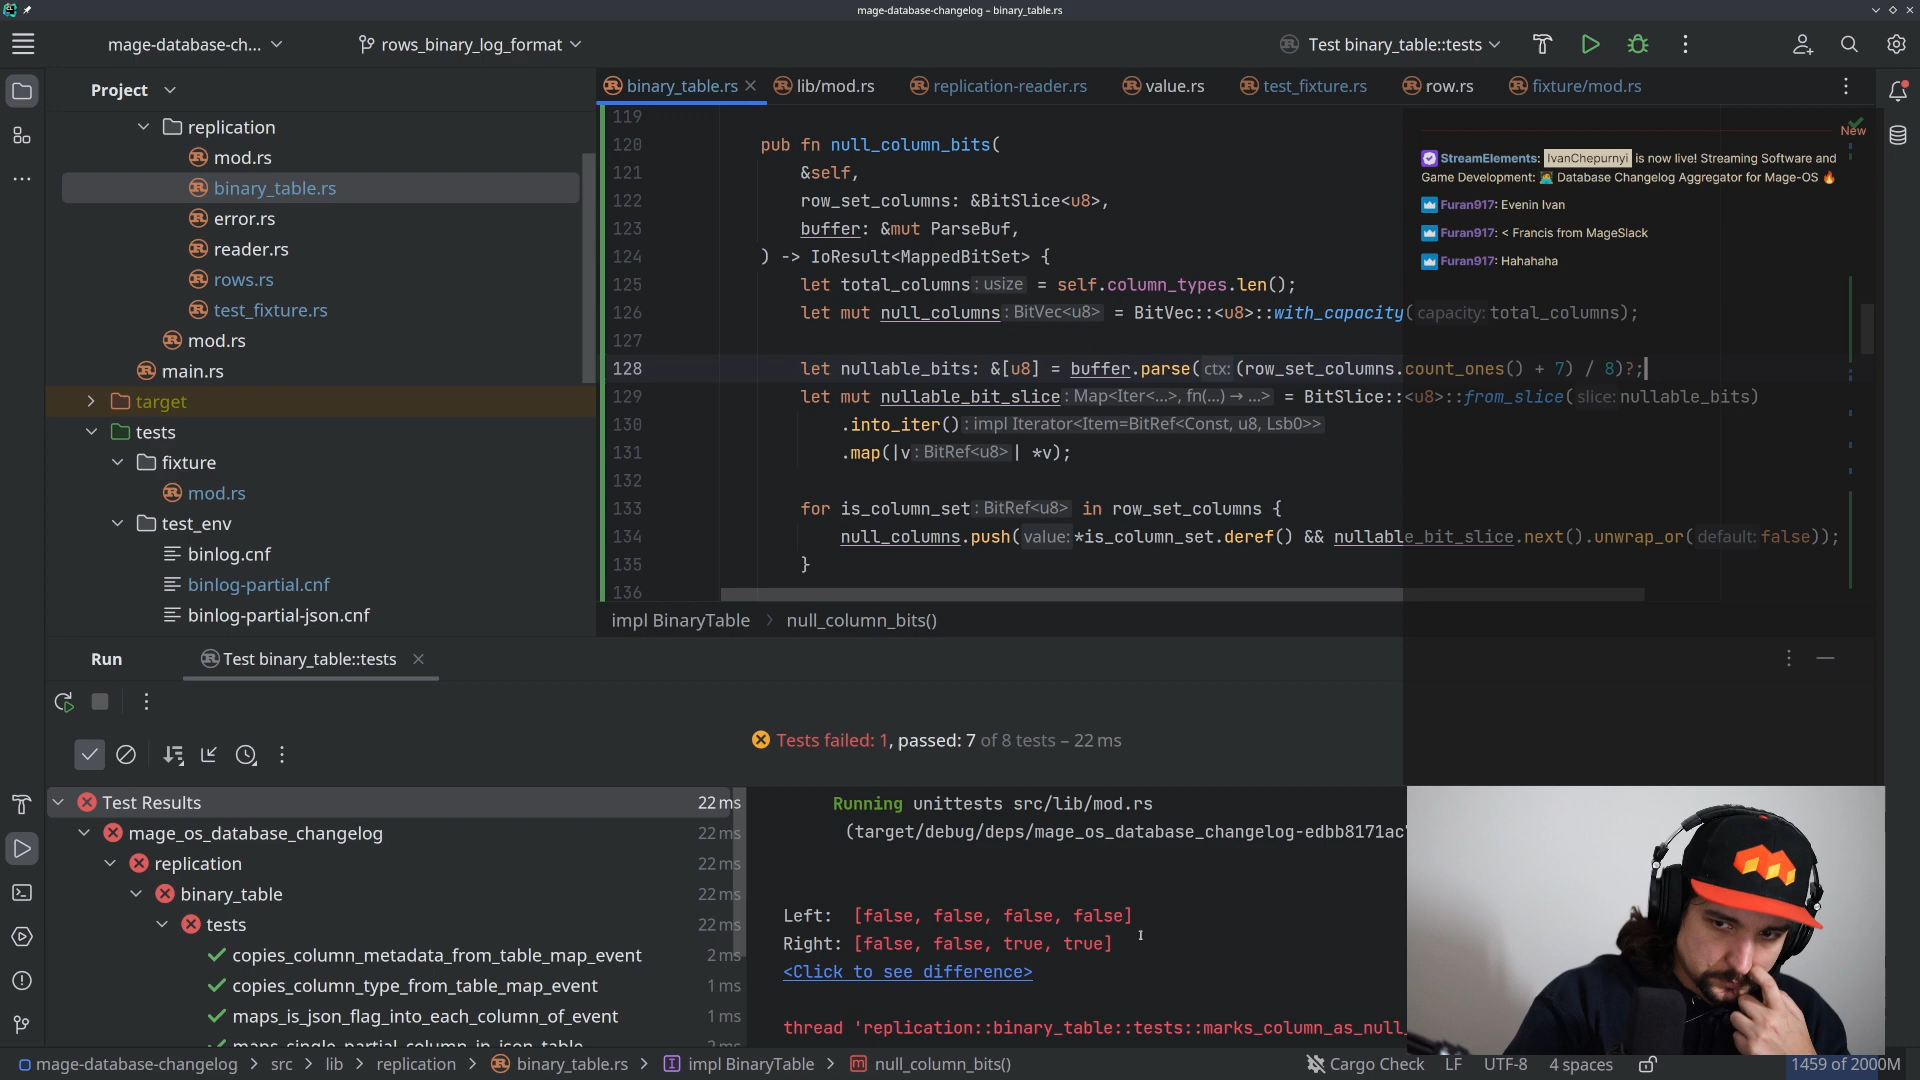 mage-database-changelog – binary_table.rs
mage-database-ch...
rows_binary_log_format
Test binary_table::tests
Project
binary_table.rs
lib/mod.rs
replication-reader.rs
value.rs
test_fixture.rs
row.rs
fixture/mod.rs
replication
mod.rs
binary_table.rs
error.rs
reader.rs
rows.rs
test_fixture.rs
mod.rs
main.rs
target
tests
fixture
mod.rs
test_env
binlog.cnf
binlog-partial.cnf
binlog-partial-json.cnf
119
120 pub fn null_column_bits(
121 &self,
122 row_set_columns: &BitSlice<u8>,
123 buffer: &mut ParseBuf,
124 ) -> IoResult<MappedBitSet> {
125 let total_columns: usize = self.column_types.len();
126 let mut null_columns: BitVec<u8> = BitVec::<u8>::with_capacity( capacity: total_columns);
127
128 let nullable_bits: &[u8] = buffer.parse( ctx: (row_set_columns.count_ones() + 7) / 8)?;
129 let mut nullable_bit_slice: Map<Iter<...>, fn(...) → ...> = BitSlice::<u8>::from_slice( slice: nullable_bits)
130 .into_iter() : impl Iterator<Item=BitRef<Const, u8, Lsb0>>
131 .map(|v: BitRef<u8>| *v);
132
133 for is_column_set: BitRef<u8> in row_set_columns {
134 null_columns.push( value: *is_column_set.deref() && nullable_bit_slice.next().unwrap_or( default: false));
135 }
136
New
StreamElements: IvanChepurnyi is now live! Streaming Software and
Game Development: 🧑‍💻 Database Changelog Aggregator for Mage-OS 🔥
Furan917: Evenin Ivan
Furan917: < Francis from MageSlack
Furan917: Hahahaha
impl BinaryTable > null_column_bits()
Run
Test binary_table::tests
Tests failed: 1, passed: 7 of 8 tests – 22 ms
Test Results 22 ms
mage_os_database_changelog 22 ms
replication 22 ms
binary_table 22 ms
tests 22 ms
copies_column_metadata_from_table_map_event 2 ms
copies_column_type_from_table_map_event 1 ms
maps_is_json_flag_into_each_column_of_event 1 ms
maps_single_partial_column_in_json_table 2 ms
Running unittests src/lib/mod.rs
(target/debug/deps/mage_os_database_changelog-edbb8171ac
Left: [false, false, false, false]
Right: [false, false, true, true]
<Click to see difference>
thread 'replication::binary_table::tests::marks_column_as_null_
mage-database-changelog > src > lib > replication > binary_table.rs > impl BinaryTable > null_column_bits()
Cargo Check LF UTF-8 4 spaces 1459 of 2000M